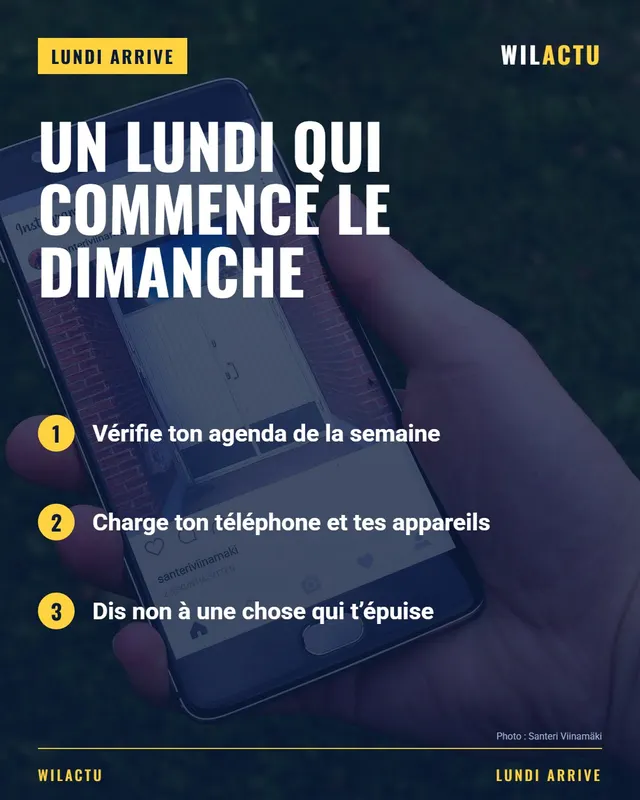 LUNDI ARRIVE
WILACTU
UN LUNDI QUI
COMMENCE LE
DIMANCHE
1 Vérifie ton agenda de la semaine
2 Charge ton téléphone et tes appareils
santeriviinamaki
3 Dis non à une chose qui t’épuise
Photo : Santeri Viinamäki
WILACTU
LUNDI ARRIVE